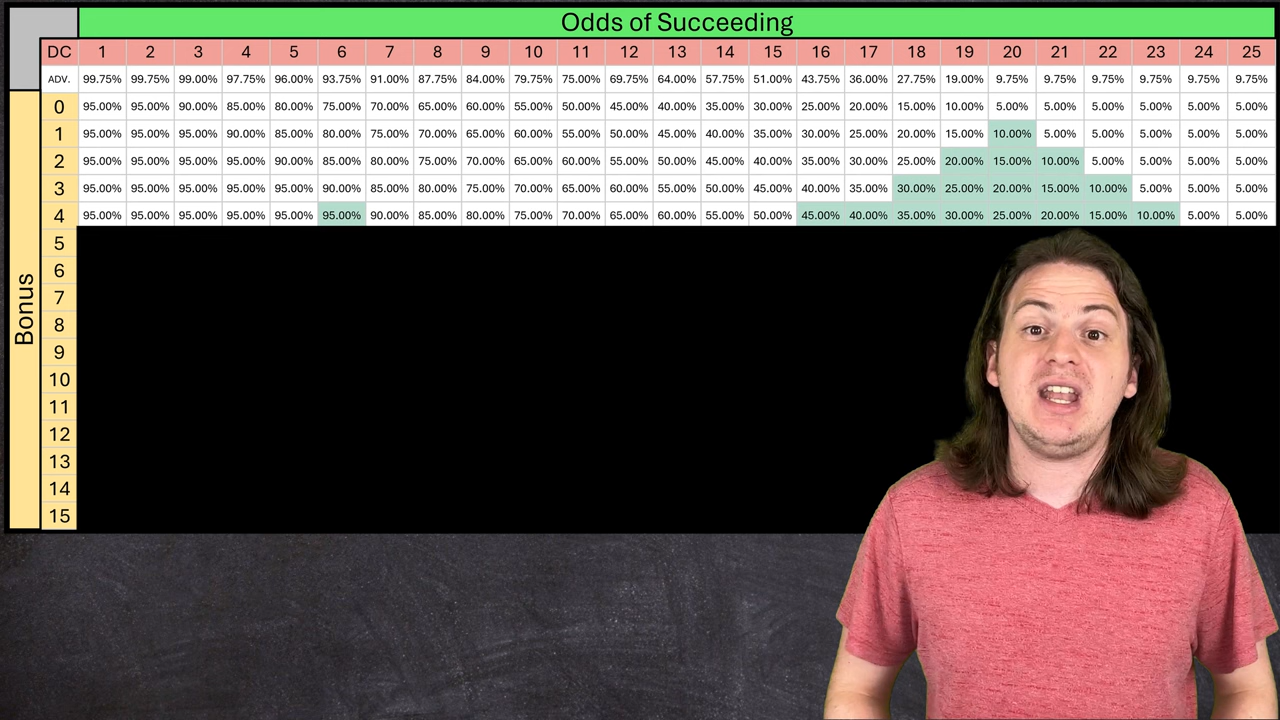 Odds of Succeeding
DC 1 2 3 4 5 6 7 8 9 10 11 12 13 14 15 16 17 18 19 20 21 22 23 24 25
ADV. 99.75% 99.75% 99.00% 97.75% 96.00% 93.75% 91.00% 87.75% 84.00% 79.75% 75.00% 69.75% 64.00% 57.75% 51.00% 43.75% 36.00% 27.75% 19.00% 9.75% 9.75% 9.75% 9.75% 9.75% 9.75%
0 95.00% 95.00% 90.00% 85.00% 80.00% 75.00% 70.00% 65.00% 60.00% 55.00% 50.00% 45.00% 40.00% 35.00% 30.00% 25.00% 20.00% 15.00% 10.00% 5.00% 5.00% 5.00% 5.00% 5.00% 5.00%
1 95.00% 95.00% 95.00% 90.00% 85.00% 80.00% 75.00% 70.00% 65.00% 60.00% 55.00% 50.00% 45.00% 40.00% 35.00% 30.00% 25.00% 20.00% 15.00% 10.00% 5.00% 5.00% 5.00% 5.00% 5.00%
2 95.00% 95.00% 95.00% 95.00% 90.00% 85.00% 80.00% 75.00% 70.00% 65.00% 60.00% 55.00% 50.00% 45.00% 40.00% 35.00% 30.00% 25.00% 20.00% 15.00% 10.00% 5.00% 5.00% 5.00% 5.00%
3 95.00% 95.00% 95.00% 95.00% 95.00% 90.00% 85.00% 80.00% 75.00% 70.00% 65.00% 60.00% 55.00% 50.00% 45.00% 40.00% 35.00% 30.00% 25.00% 20.00% 15.00% 10.00% 5.00% 5.00% 5.00%
4 95.00% 95.00% 95.00% 95.00% 95.00% 95.00% 90.00% 85.00% 80.00% 75.00% 70.00% 65.00% 60.00% 55.00% 50.00% 45.00% 40.00% 35.00% 30.00% 25.00% 20.00% 15.00% 10.00% 5.00% 5.00%
5
6
7
8
9
10
11
12
13
14
15
Bonus